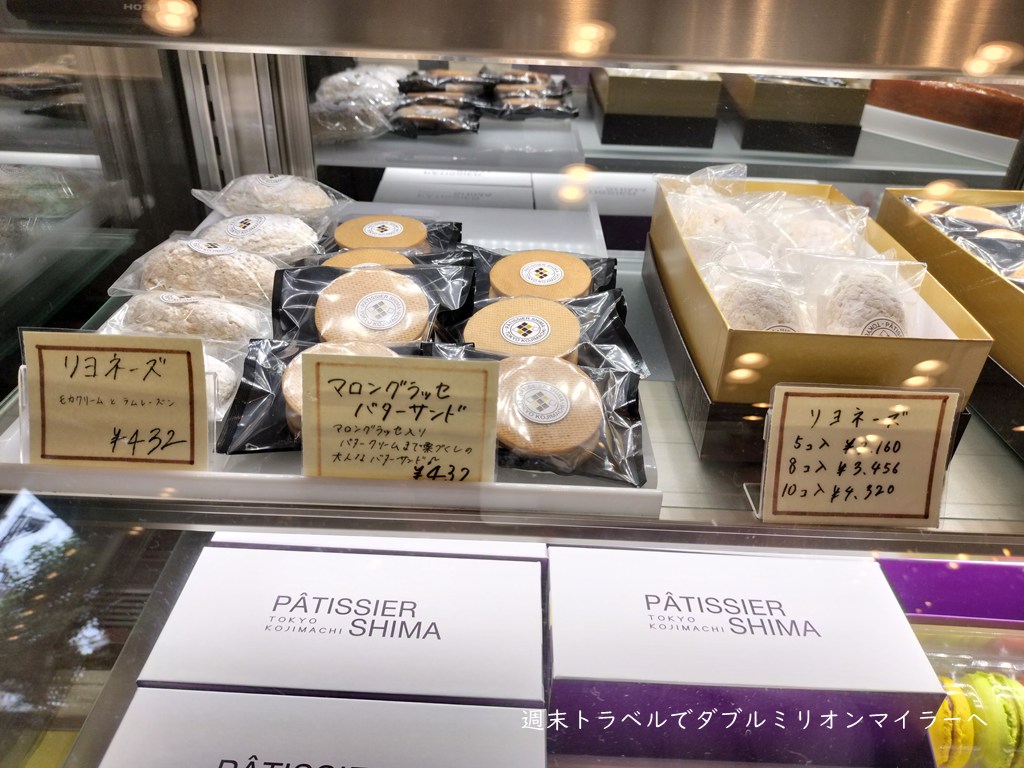 リヨネーズ
モカクリームとラムレーズン
¥432
マロングラッセ
バターサンド
マロングラッセ入り
バタークリームまで栗づくしの
大人なバターサンド
¥432
リヨネーズ
5コ入 ¥2,160
8コ入 ¥3,456
10コ入 ¥4,320
PÂTISSIER
TOKYO
KOJIMACHI SHIMA
PÂTISSIER
TOKYO
KOJIMACHI SHIMA
PÂTISSIER
週末トラベルでダブルミリオンマイラーへ